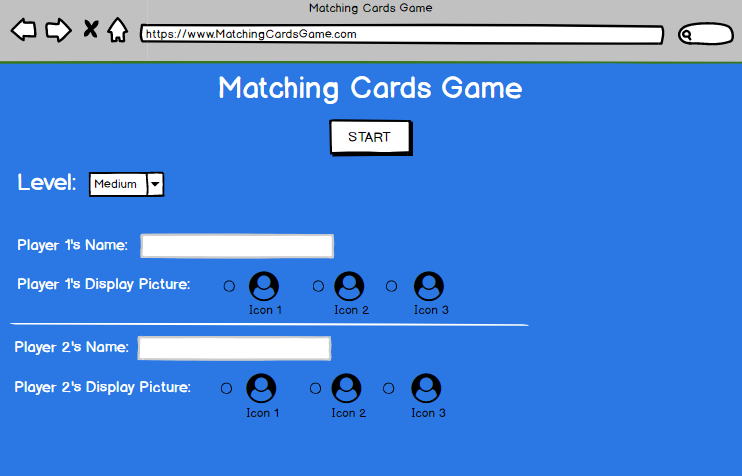 Matching Cards Game
https://www.MatchingCardsGame.com
Matching Cards Game
START
Level: Medium
Player 1's Name:
Player 1's Display Picture:
Icon 1 Icon 2 Icon 3
Player 2's Name:
Player 2's Display Picture:
Icon 1 Icon 2 Icon 3